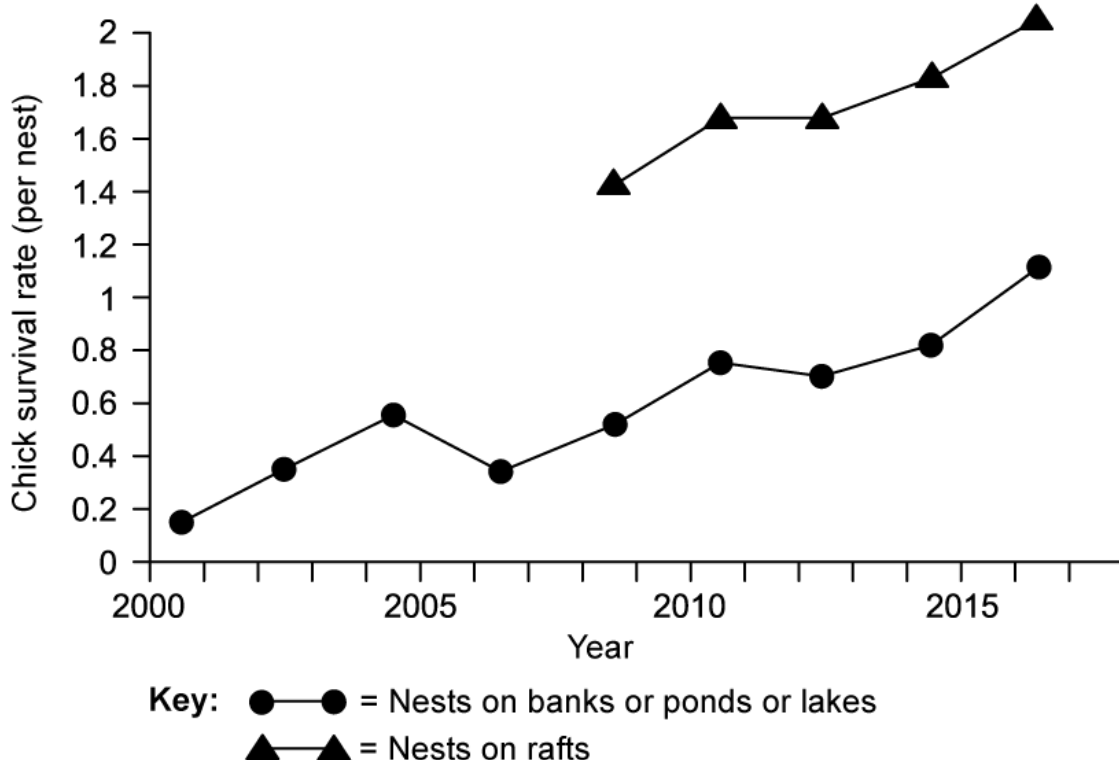 2
1.8
1.6
1.4
1.2
1
0.8
0.6
0.4
0.2
0
Chick survival rate (per nest)
2000 2005 2010 2015
Year
Key: = Nests on banks or ponds or lakes
= Nests on rafts